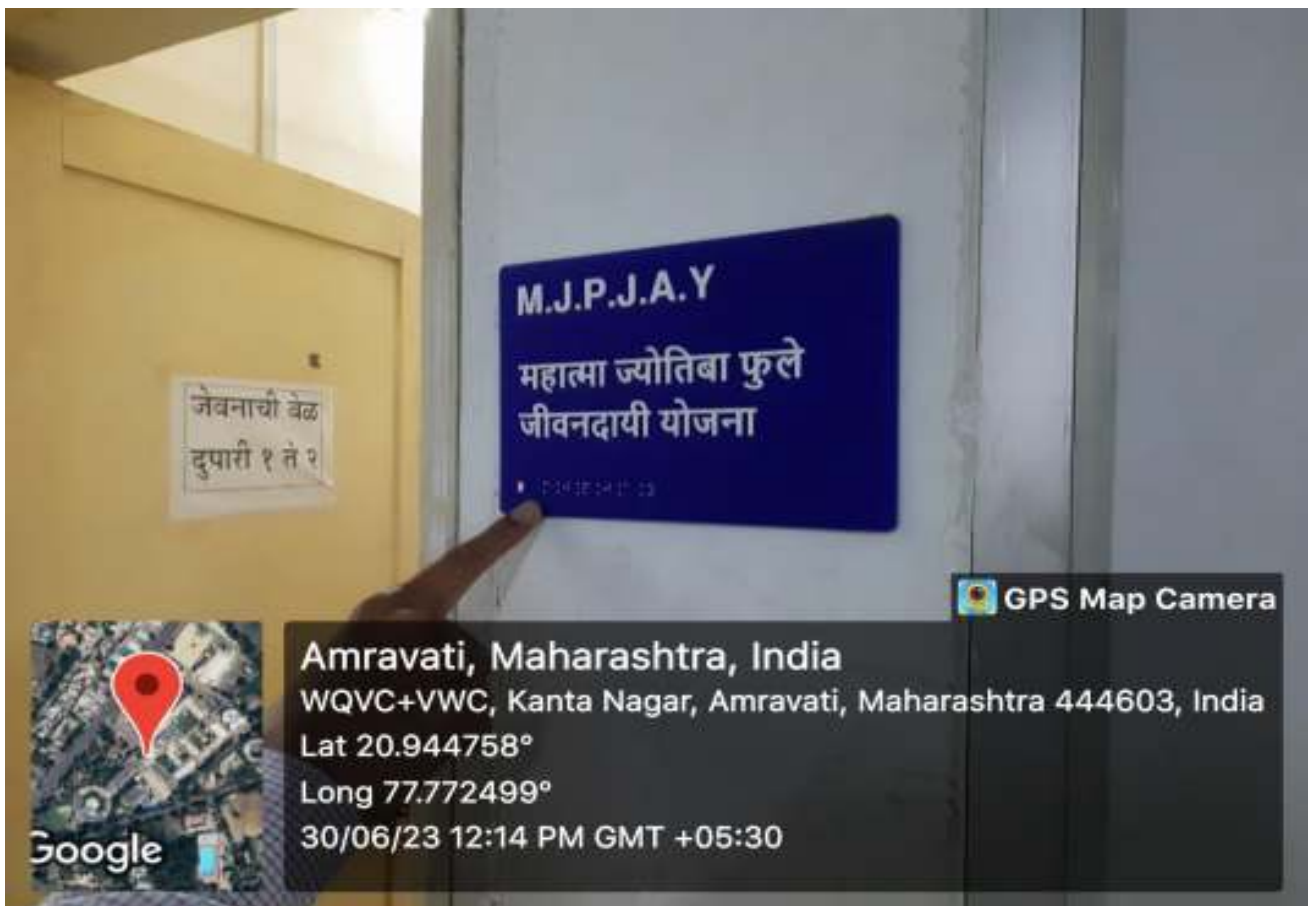 M.J.P.J.A.Y
महात्मा ज्योतिबा फुले
जीवनदायी योजना
जेवनाची वेळ
दुपारी १ ते २
GPS Map Camera
Amravati, Maharashtra, India
WQVC+VWC, Kanta Nagar, Amravati, Maharashtra 444603, India
Lat 20.944758°
Long 77.772499°
30/06/23 12:14 PM GMT +05:30
Google